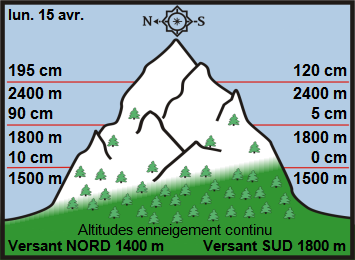 lun. 15 avr.
N S
195 cm 120 cm
2400 m 2400 m
90 cm 5 cm
1800 m 1800 m
10 cm 0 cm
1500 m 1500 m
Altitudes enneigement continu
Versant NORD 1400 m Versant SUD 1800 m